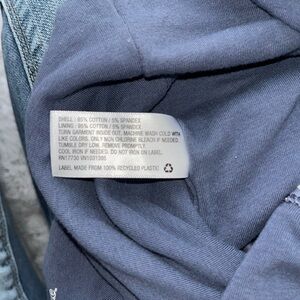 SHELL : 95% COTTON / 5% SPANDEX
LINING : 95% COTTON / 5% SPANDEX
TURN GARMENT INSIDE OUT. MACHINE WASH COLD WITH
LIKE COLORS. ONLY NON CHLORINE BLEACH IF NEEDED.
TUMBLE DRY LOW. REMOVE PROMPTLY.
COOL IRON IF NEEDED. DO NOT IRON ON LABEL.
RN17730 VN1031305
LABEL MADE FROM 100% RECYCLED PLASTIC